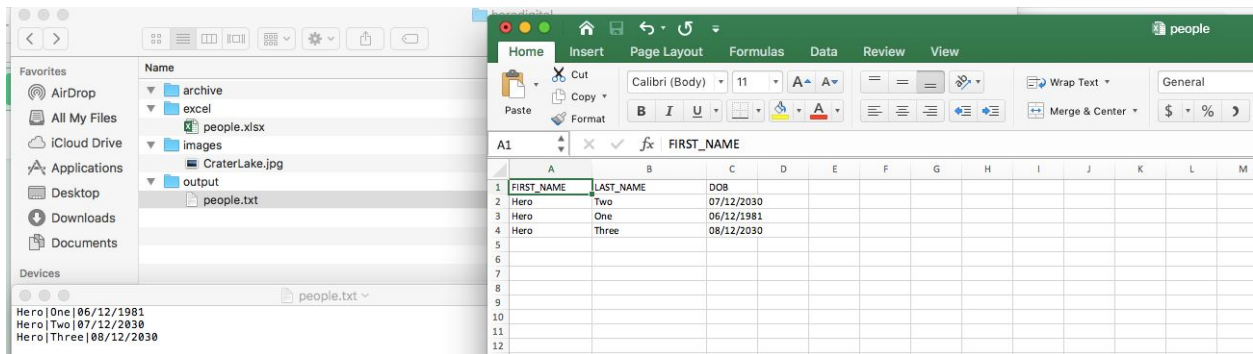 Name
Favorites
AirDrop
All My Files
iCloud Drive
Applications
Desktop
Downloads
Documents
Devices
archive
excel
people.xlsx
images
CraterLake.jpg
output
people.txt
people.txt
Hero|One|06/12/1981
Hero|Two|07/12/2030
Hero|Three|08/12/2030
people
Home Insert Page Layout Formulas Data Review View
Paste
Cut
Copy
Format
Calibri (Body) 11 A A
B I U A
Wrap Text
Merge & Center
General
$ % )
A1 fx FIRST_NAME
A B C D E F G H I J K L M
1 FIRST_NAME LAST_NAME DOB
2 Hero Two 07/12/2030
3 Hero One 06/12/1981
4 Hero Three 08/12/2030
5
6
7
8
9
10
11
12